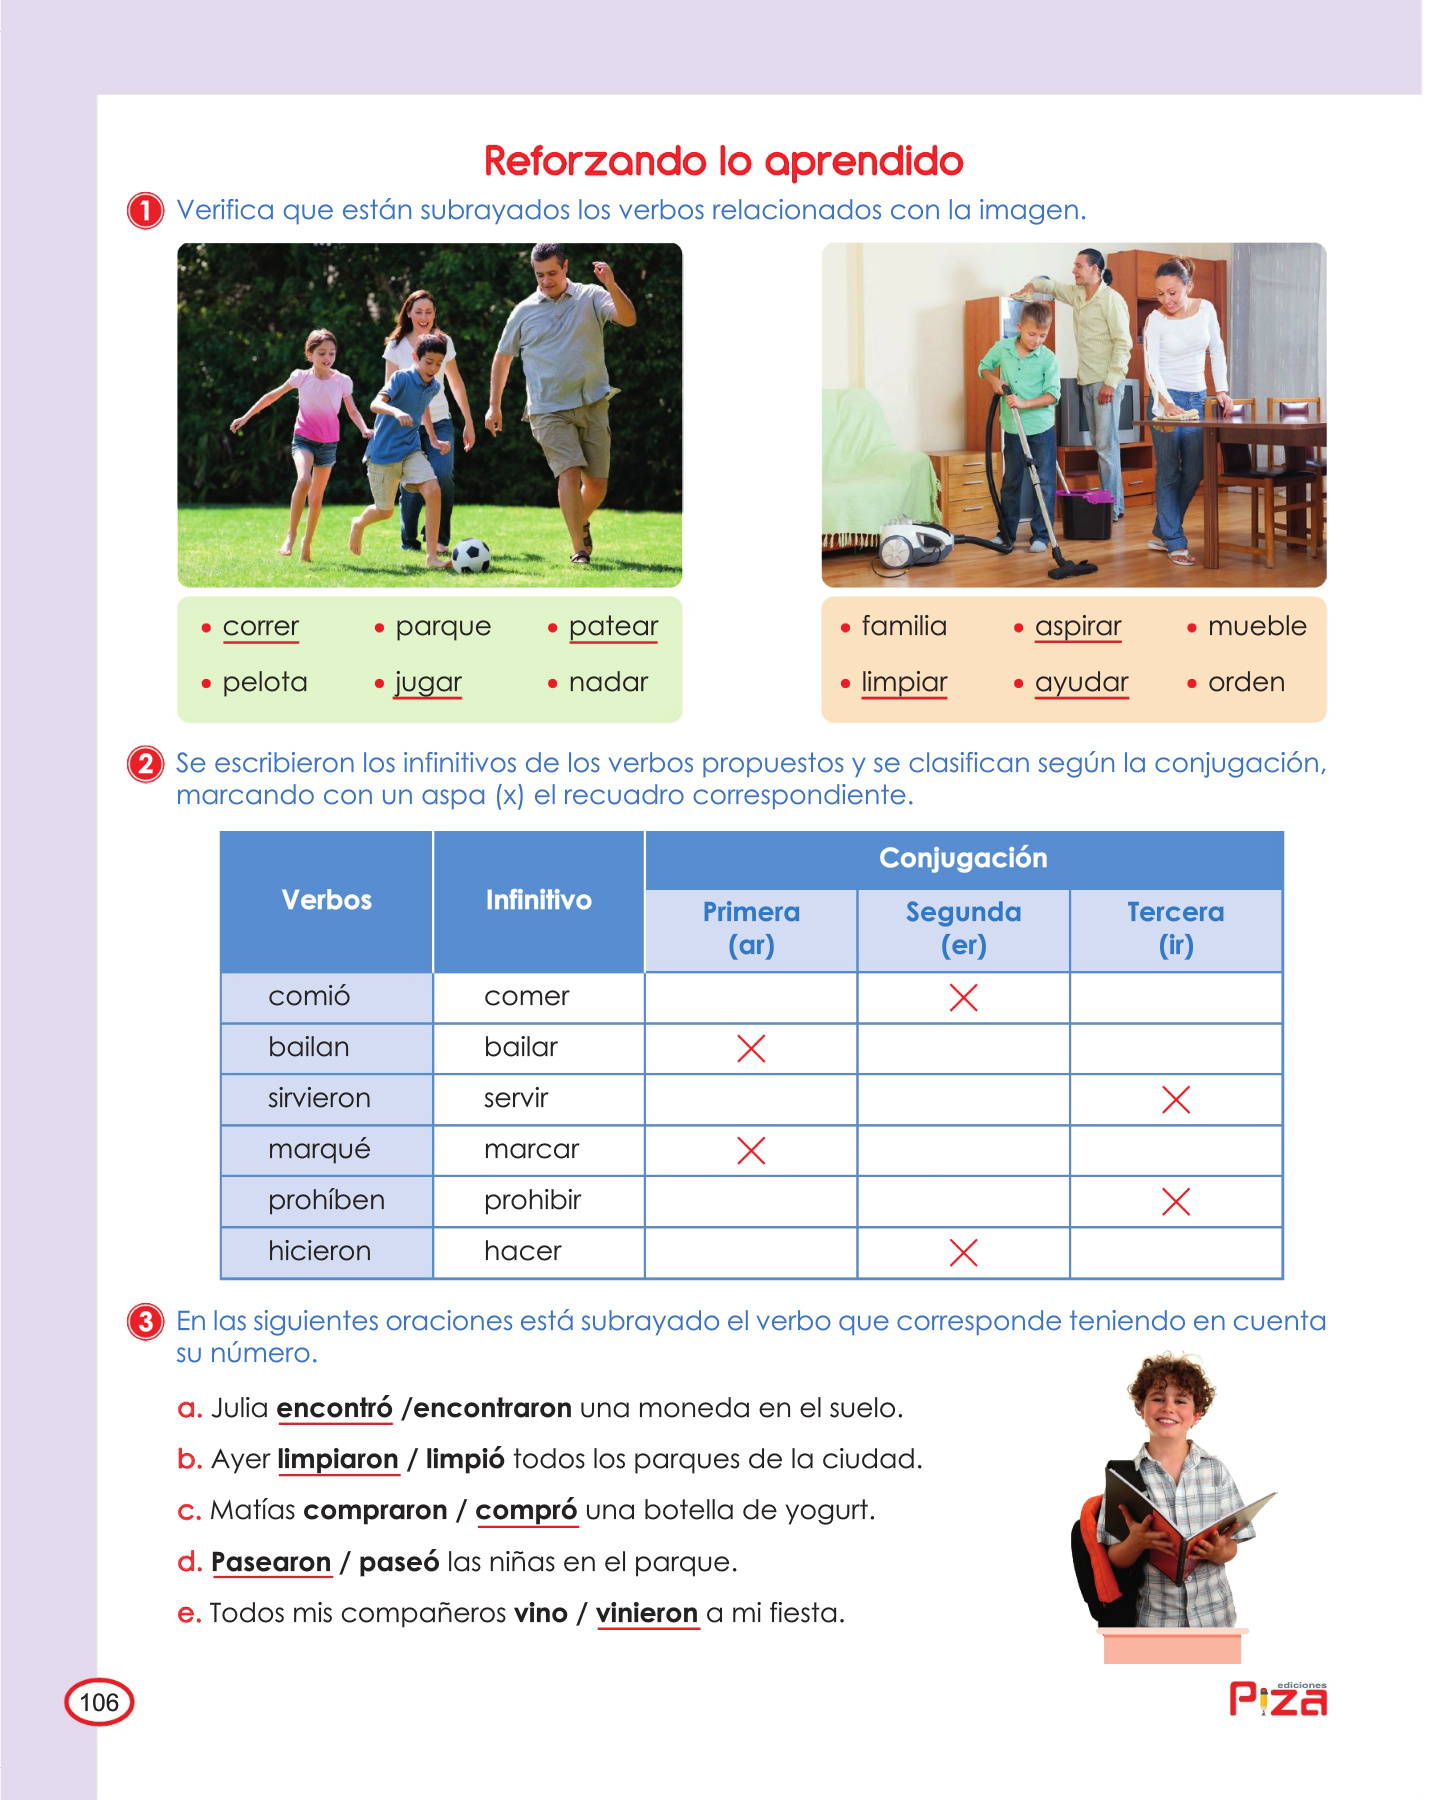 Reforzando lo aprendido
1 Verifica que están subrayados los verbos relacionados con la imagen.
• correr • parque • patear
• pelota • jugar • nadar
• familia • aspirar • mueble
• limpiar • ayudar • orden
2 Se escribieron los infinitivos de los verbos propuestos y se clasifican según la conjugación,
marcando con un aspa (x) el recuadro correspondiente.
Verbos Infinitivo Conjugación
Primera (ar) Segunda (er) Tercera (ir)
comió comer
bailan bailar
sirvieron servir
marqué marcar
prohíben prohibir
hicieron hacer
3 En las siguientes oraciones está subrayado el verbo que corresponde teniendo en cuenta
su número.
a. Julia encontró /encontraron una moneda en el suelo.
b. Ayer limpiaron / limpió todos los parques de la ciudad.
c. Matías compraron / compró una botella de yogurt.
d. Pasearon / paseó las niñas en el parque.
e. Todos mis compañeros vino / vinieron a mi fiesta.
106
ediciones
Piza